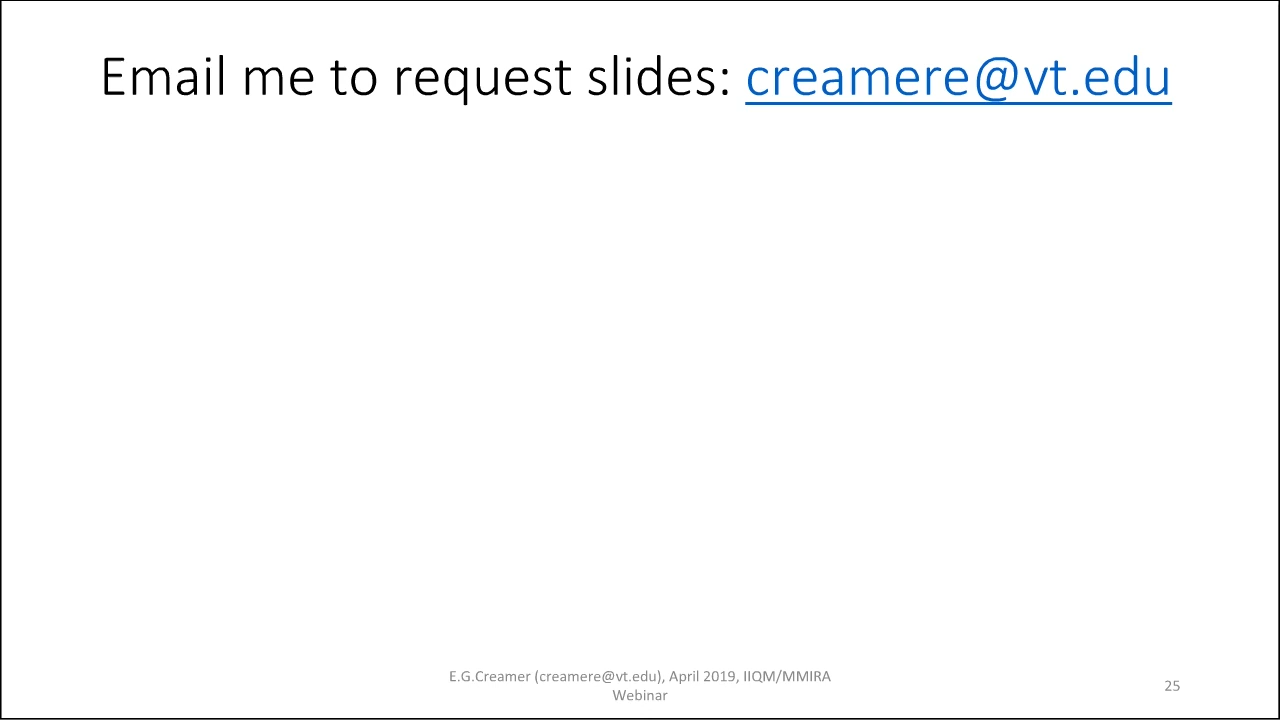 Email me to request slides: creamere@vt.edu
E.G.Creamer (creamere@vt.edu), April 2019, IIQM/MMIRA
Webinar
25